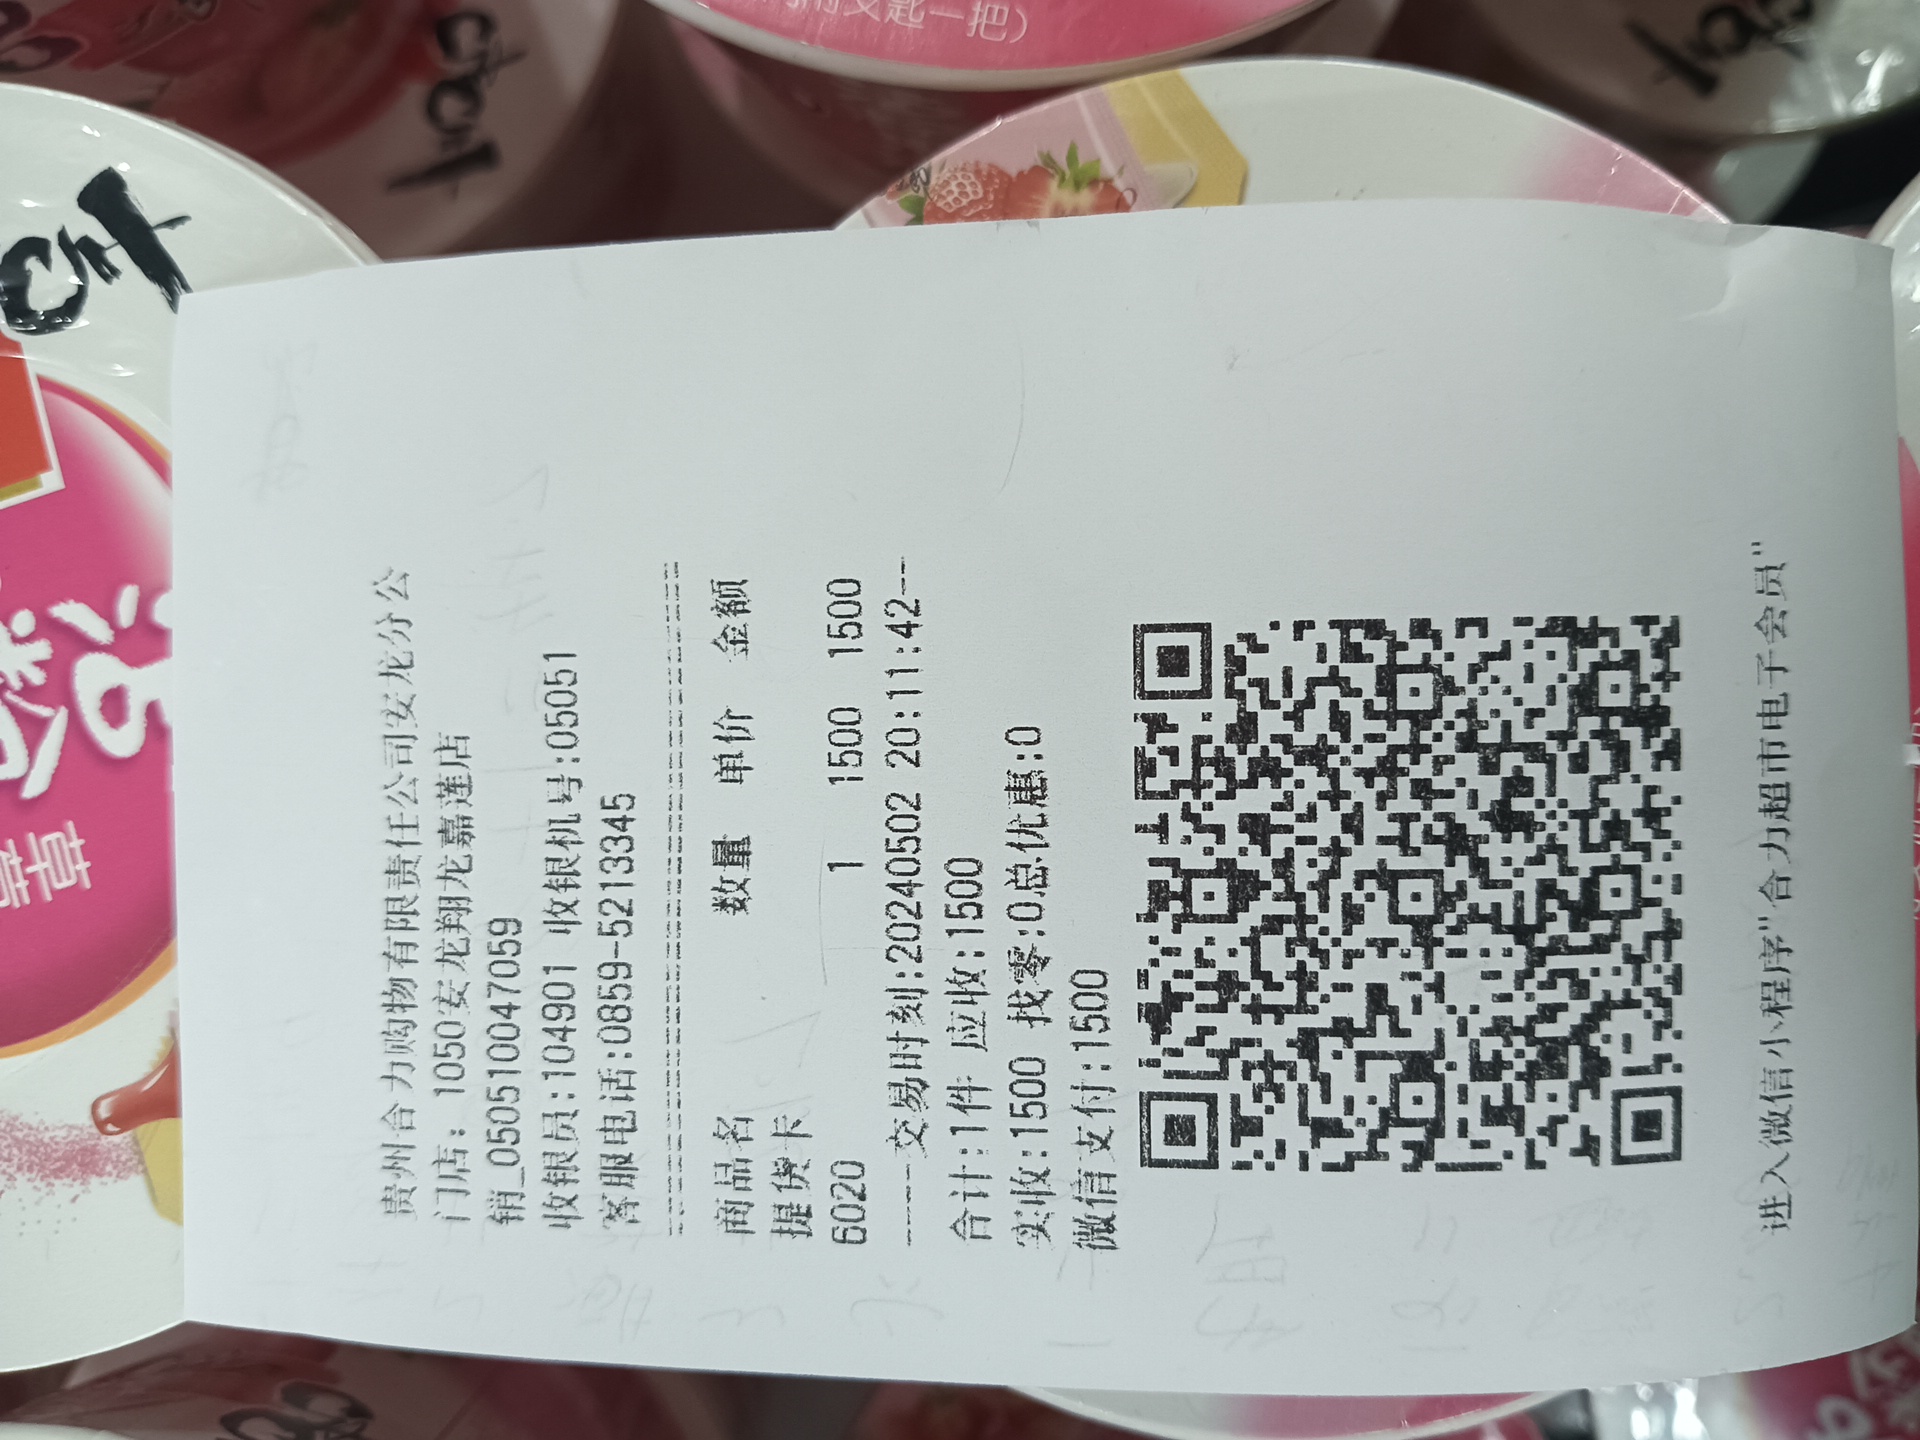 贵州合力购物有限责任公司安龙分公
门店：1050安龙翔龙嘉莲店
销_050510047059
收银员:104901 收银机号:05051
客服电话:0859-5213345
商品名 数量 单价 金额
提货卡
6020 1 1500 1500
-----交易时刻:20240502 20:11:42---
合计:1件 应收:1500
实收:1500 找零:0总优惠:0
微信支付:1500
进入微信小程序"合力超市电子会员"
叉匙一把）